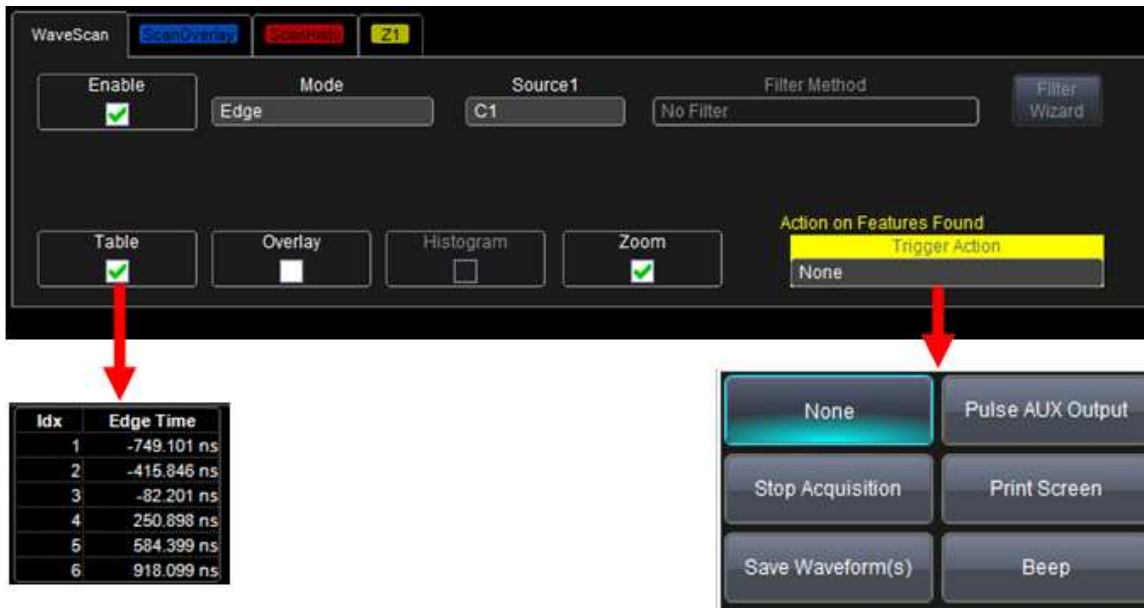 WaveScan ScanOverlay ScanHisto Z1
Enable Mode Source1 Filter Method Filter Wizard
Edge C1 No Filter
Action on Features Found
Table Overlay Histogram Zoom Trigger Action
None
Idx Edge Time
1 -749.101 ns
2 -415.846 ns
3 -82.201 ns
4 250.898 ns
5 584.399 ns
6 918.099 ns
None Pulse AUX Output
Stop Acquisition Print Screen
Save Waveform(s) Beep